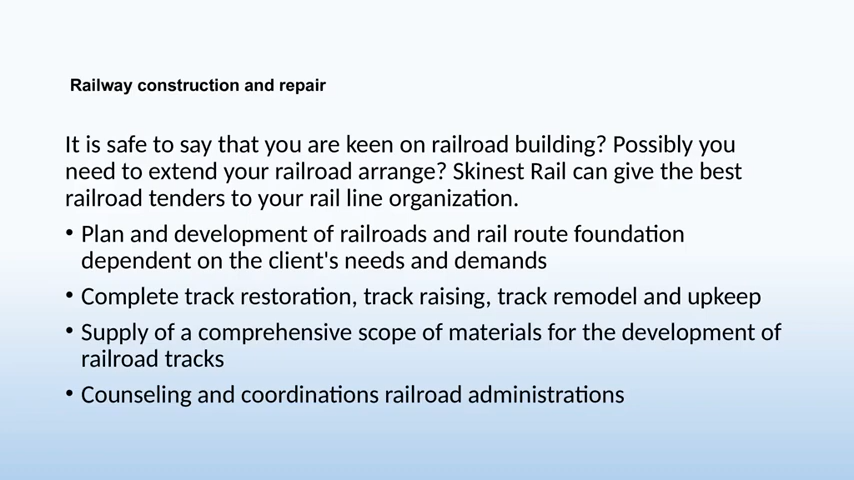 Railway construction and repair
It is safe to say that you are keen on railroad building? Possibly you
need to extend your railroad arrange? Skinest Rail can give the best
railroad tenders to your rail line organization.
• Plan and development of railroads and rail route foundation
dependent on the client's needs and demands
• Complete track restoration, track raising, track remodel and upkeep
• Supply of a comprehensive scope of materials for the development of
railroad tracks
• Counseling and coordinations railroad administrations